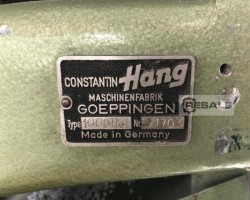 CONSTANTIN Hang
MASCHINENFABRIK
GOEPPINGEN
Type Nr.
Made in Germany
RESALE